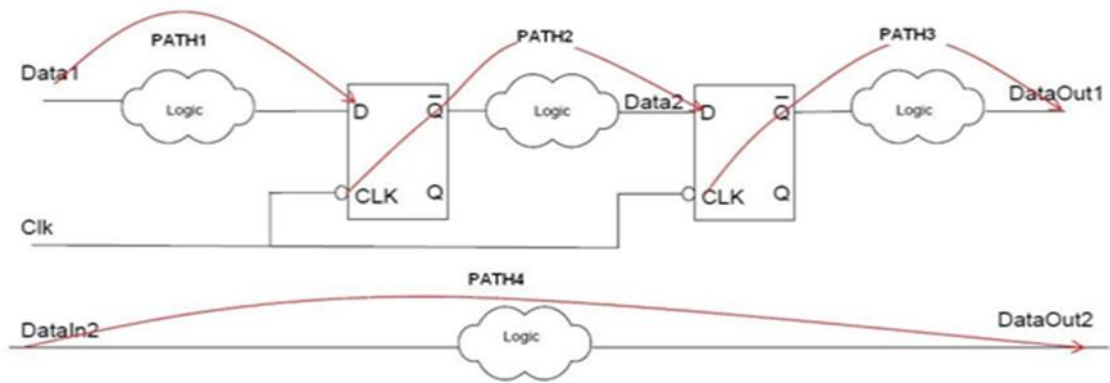 PATH1
PATH2
PATH3
Data1
Logic
D
Q̅
CLK
Q
Logic
Data2
D
Q̅
CLK
Q
Logic
DataOut1
Clk
PATH4
DataIn2
Logic
DataOut2